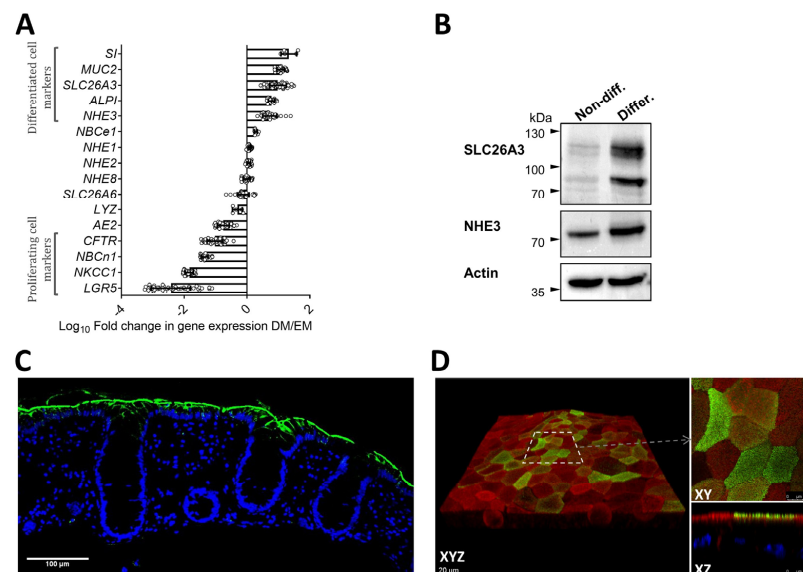 A
Differentiated cell
markers
SI
MUC2
SLC26A3
ALPI
NHE3
NBCe1
NHE1
NHE2
NHE8
SLC26A6
LYZ
AE2
Proliferating cell
markers
CFTR
NBCn1
NKCC1
LGR5
-4
-2
0
2
Log10 Fold change in gene expression DM/EM
B
Non-diff.
Differ.
kDa
130
SLC26A3
100
70
NHE3
70
Actin
35
C
100 µm
D
XYZ
20 µm
XY
XZ